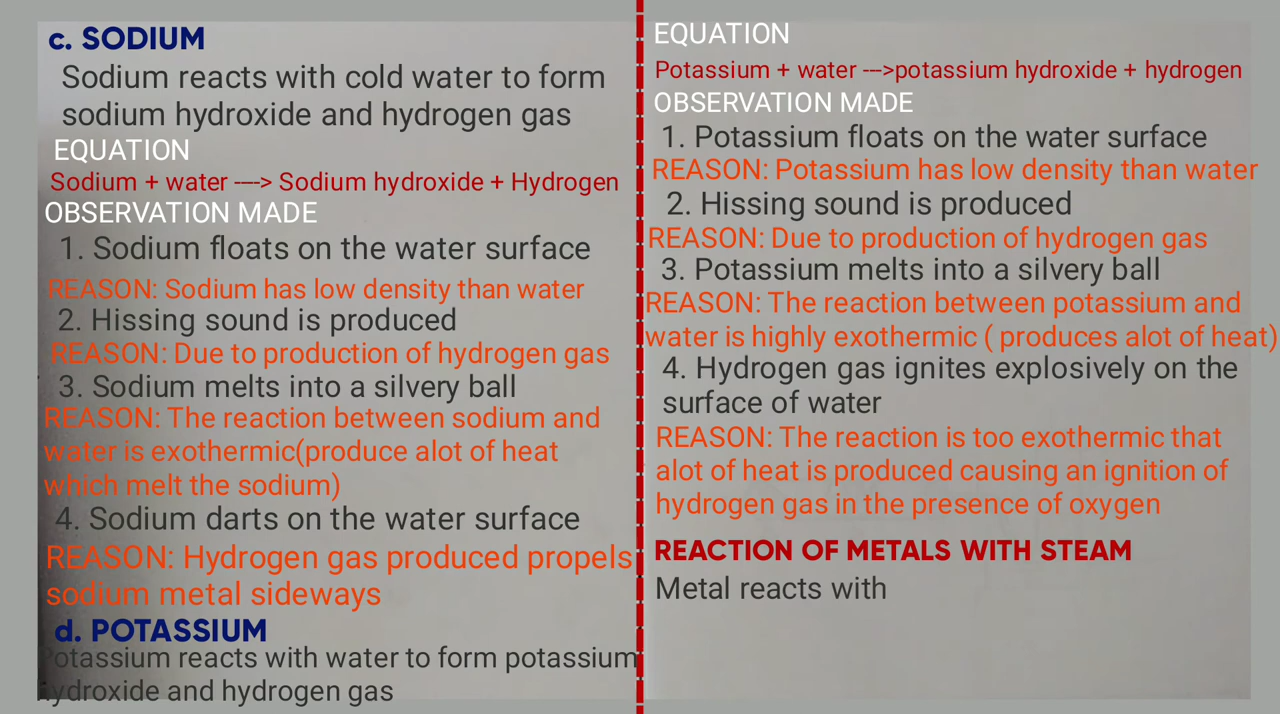 c. SODIUM
Sodium reacts with cold water to form
sodium hydroxide and hydrogen gas
EQUATION
Sodium + water ----> Sodium hydroxide + Hydrogen
OBSERVATION MADE
1. Sodium floats on the water surface
REASON: Sodium has low density than water
2. Hissing sound is produced
REASON: Due to production of hydrogen gas
3. Sodium melts into a silvery ball
REASON: The reaction between sodium and
water is exothermic(produce alot of heat
which melt the sodium)
4. Sodium darts on the water surface
REASON: Hydrogen gas produced propels
sodium metal sideways
d. POTASSIUM
Potassium reacts with water to form potassium
hydroxide and hydrogen gas
EQUATION
Potassium + water --->potassium hydroxide + hydrogen
OBSERVATION MADE
1. Potassium floats on the water surface
REASON: Potassium has low density than water
2. Hissing sound is produced
REASON: Due to production of hydrogen gas
3. Potassium melts into a silvery ball
REASON: The reaction between potassium and
water is highly exothermic ( produces alot of heat)
4. Hydrogen gas ignites explosively on the
surface of water
REASON: The reaction is too exothermic that
alot of heat is produced causing an ignition of
hydrogen gas in the presence of oxygen
REACTION OF METALS WITH STEAM
Metal reacts with